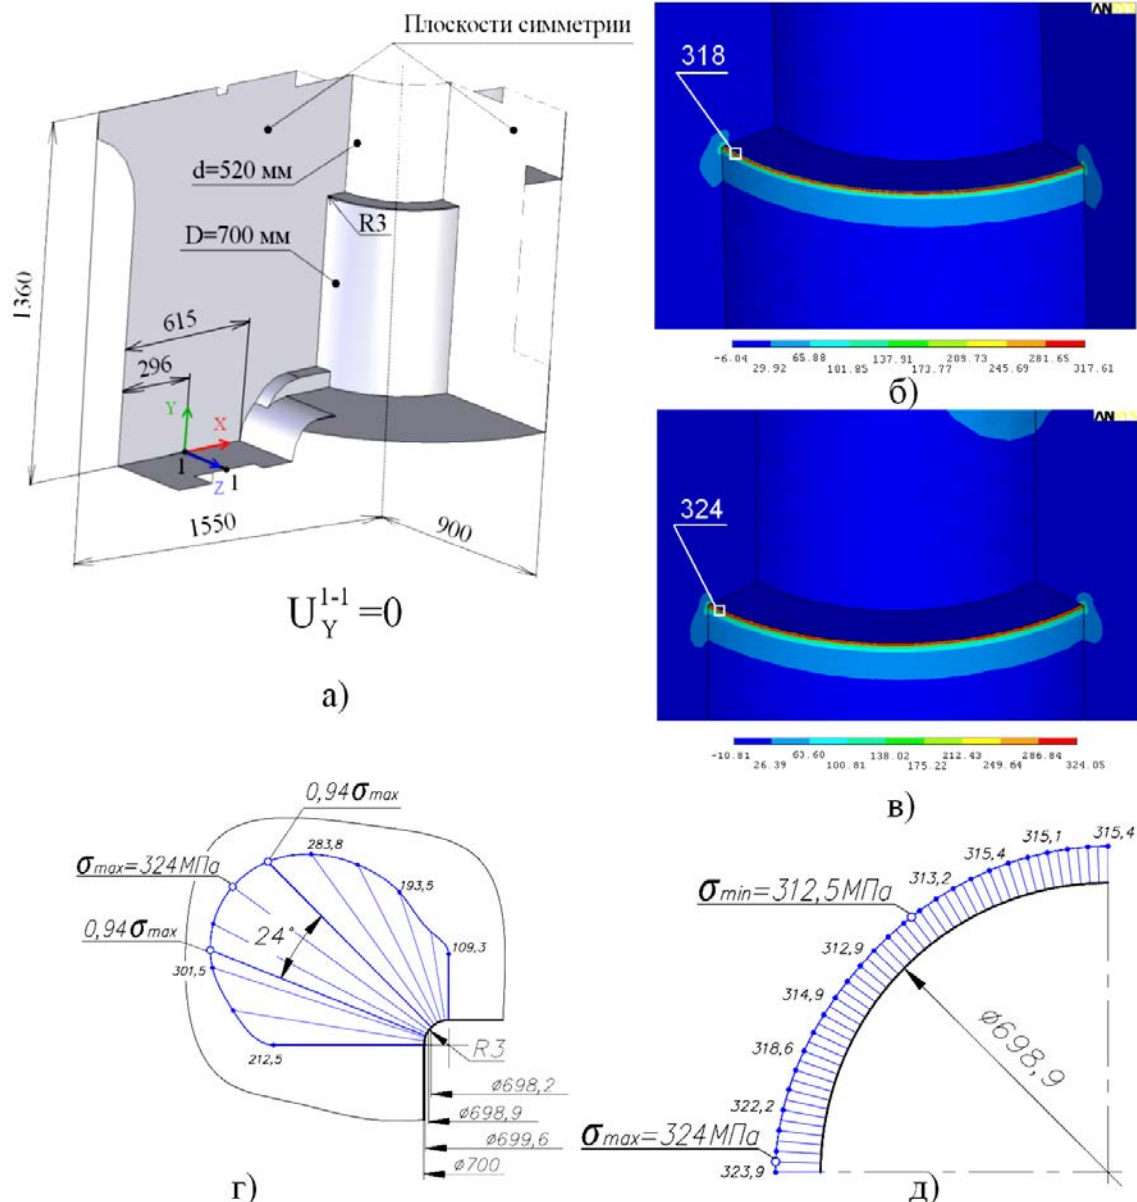 Плоскости симметрии
d=520 мм
R3
D=700 мм
1360
615
296
Y
X
1
Z
1
1550
900
U_Y^{1-1}=0
а)
318
-6.04 65.88 137.91 281.65
29.92 101.85 173.77 245.69 317.61
б)
324
-10.81 63.60 138.02 212.43 286.84
26.39 100.81 175.22 249.64 324.05
в)
0,94σmax
283,8
σmax=324МПа
193,5
0,94σmax
24°
109,3
301,5
212,5
R3
ø698,2
ø698,9
ø699,6
ø700
г)
315,4
315,1
315,4
313,2
σmin=312,5МПа
312,9
314,9
318,6
ø698,9
322,2
σmax=324МПа
323,9
д)